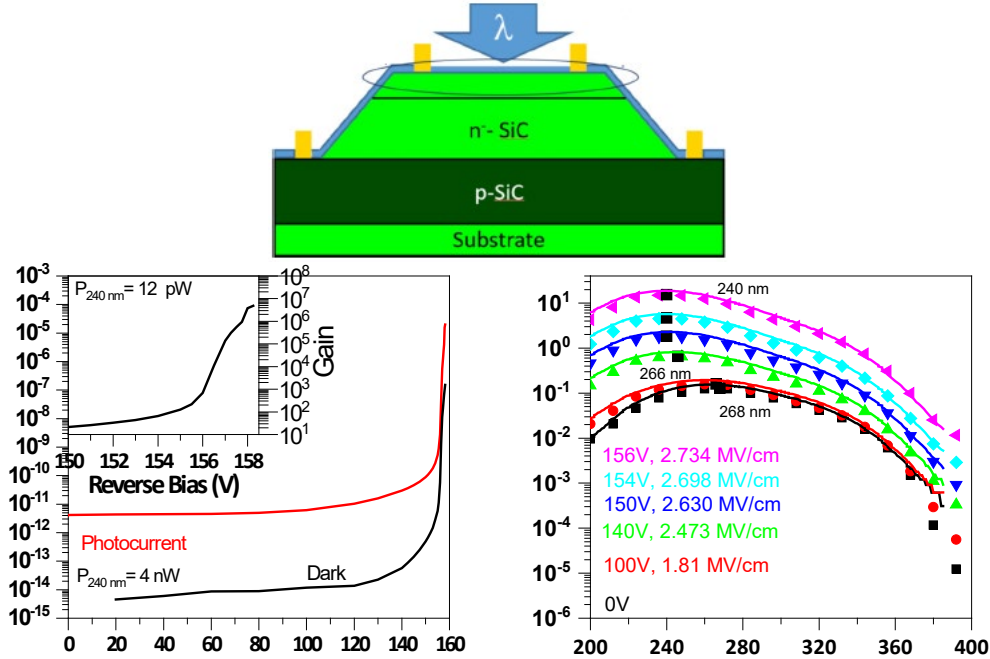 λ
n⁻- SiC
p-SiC
Substrate
10⁻³
10⁻⁴
10⁻⁵
10⁻⁶
10⁻⁷
10⁻⁸
10⁻⁹
10⁻¹⁰
10⁻¹¹
10⁻¹²
10⁻¹³
10⁻¹⁴
10⁻¹⁵
P₂₄₀ ₙₘ= 12 pW
10⁸
10⁷
10⁶
10⁵
10⁴
10³
10²
10¹
Gain
150 152 154 156 158
Reverse Bias (V)
Photocurrent
P₂₄₀ ₙₘ= 4 nW
Dark
0 20 40 60 80 100 120 140 160
10¹
10⁰
10⁻¹
10⁻²
10⁻³
10⁻⁴
10⁻⁵
10⁻⁶
240 nm
266 nm
268 nm
156V, 2.734 MV/cm
154V, 2.698 MV/cm
150V, 2.630 MV/cm
140V, 2.473 MV/cm
100V, 1.81 MV/cm
0V
200 240 280 320 360 400